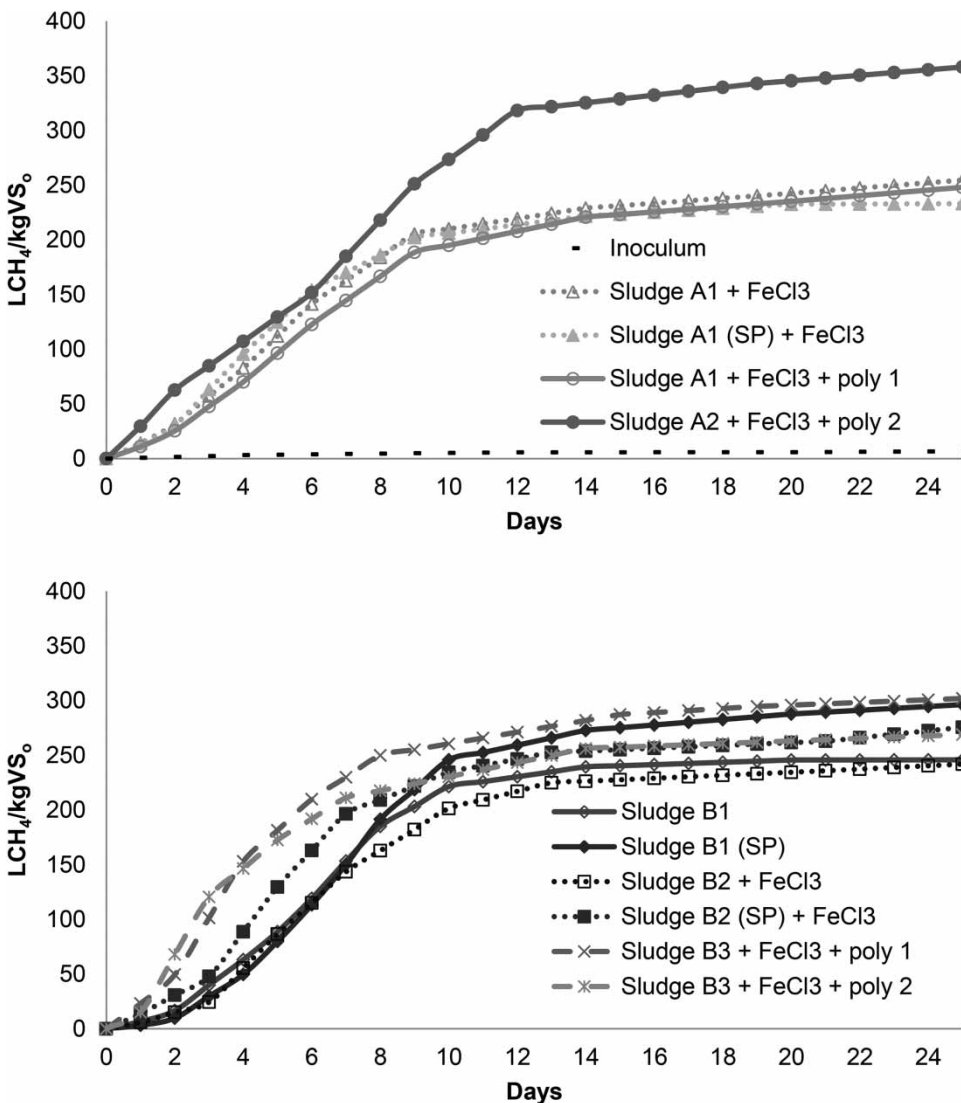 400
350
300
250
200
150
100
50
0
LCH4/kgVSo
Inoculum
Sludge A1 + FeCl3
Sludge A1 (SP) + FeCl3
Sludge A1 + FeCl3 + poly 1
Sludge A2 + FeCl3 + poly 2
0 2 4 6 8 10 12 14 16 18 20 22 24
Days
400
350
300
250
200
150
100
50
0
LCH4/kgVSo
Sludge B1
Sludge B1 (SP)
Sludge B2 + FeCl3
Sludge B2 (SP) + FeCl3
Sludge B3 + FeCl3 + poly 1
Sludge B3 + FeCl3 + poly 2
0 2 4 6 8 10 12 14 16 18 20 22 24
Days